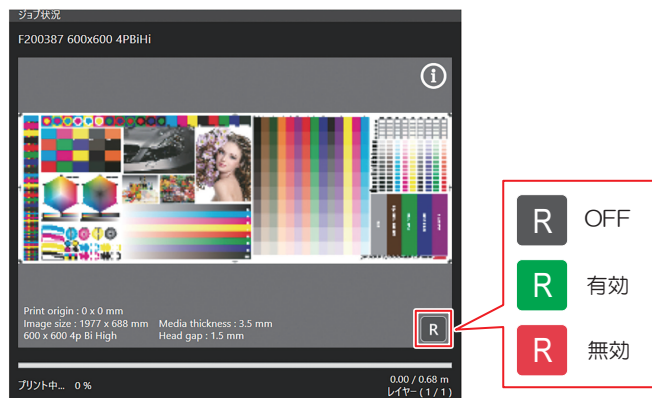 ジョブ状況
F200387 600x600 4PBiHi
i
Print origin : 0 x 0 mm
Image size : 1977 x 688 mm Media thickness : 3.5 mm
600 x 600 4p Bi High Head gap : 1.5 mm
R
プリント中... 0 %
0.00 / 0.68 m
レイヤー ( 1 / 1 )
R OFF
R 有効
R 無効